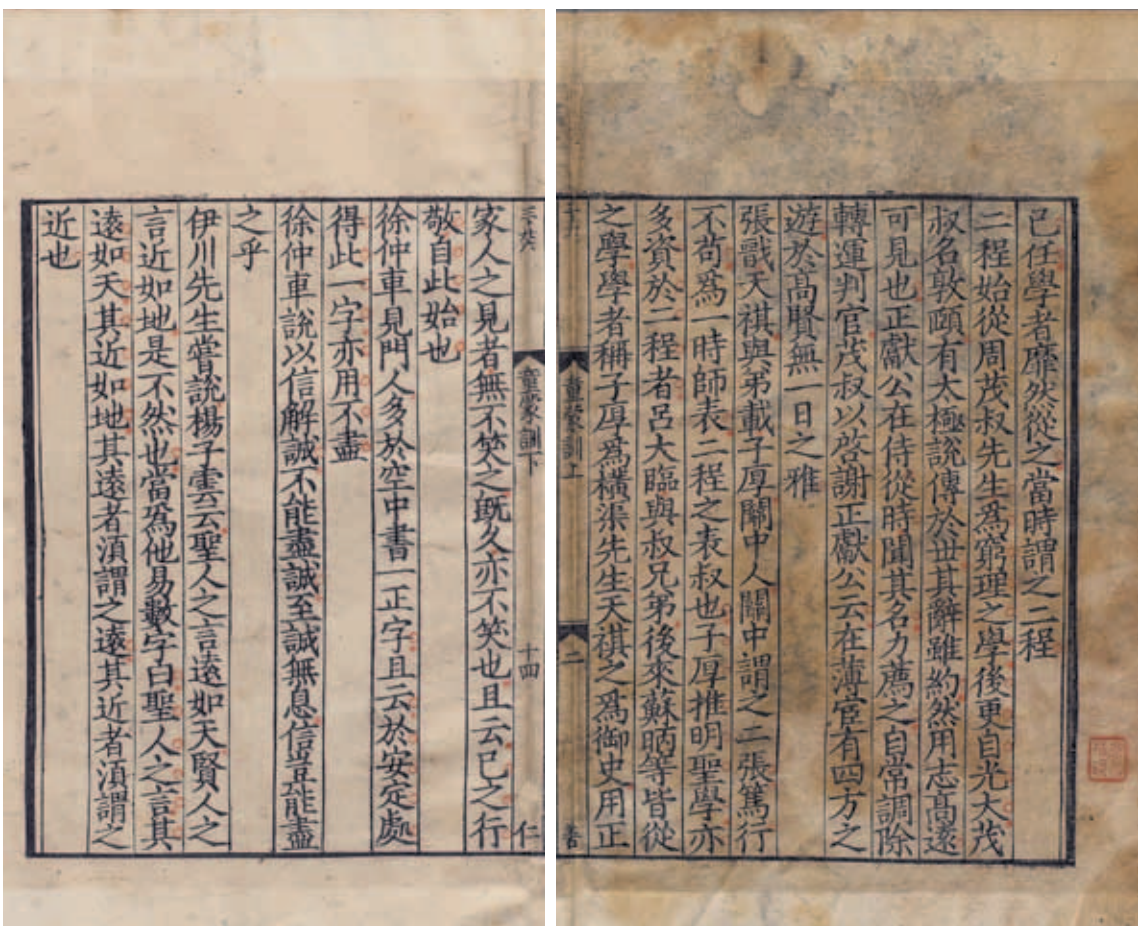 己任學者靡然從之當時謂之二程
二程始從周茂叔先生爲窮理之學後更自光大茂
叔名敦頤有太極說傳於世其辭雖約然用志髙逺
可見也正獻公在侍從時聞其名力薦之自常調除
轉運判官茂叔以啓謝正獻公云在薄宦有四方之
遊於髙賢無一日之雅
張戩天祺與弟載子厚關中人關中謂之二張篤行
不苟爲一時師表二程之表叔也子厚推明聖學亦
多資於二程者呂大臨與叔兄弟後來蘇昞等皆從
之學學者稱子厚爲橫渠先生天祺之爲御史用正
童蒙訓上
二
家人之見者無不笑之既久亦不笑也且云己之行
敬自此始也
徐仲車見門人多於空中書一正字且云於安定處
得此一字亦用不盡
徐仲車說以信解誠不能盡誠至誠無息信豈能盡
之乎
伊川先生嘗說楊子雲云聖人之言逺如天賢人之
言近如地是不然也當爲他易數字曰聖人之言其
逺如天其近如地其逺者湏謂之逺其近者湏謂之
近也
童蒙訓下
十四
仁